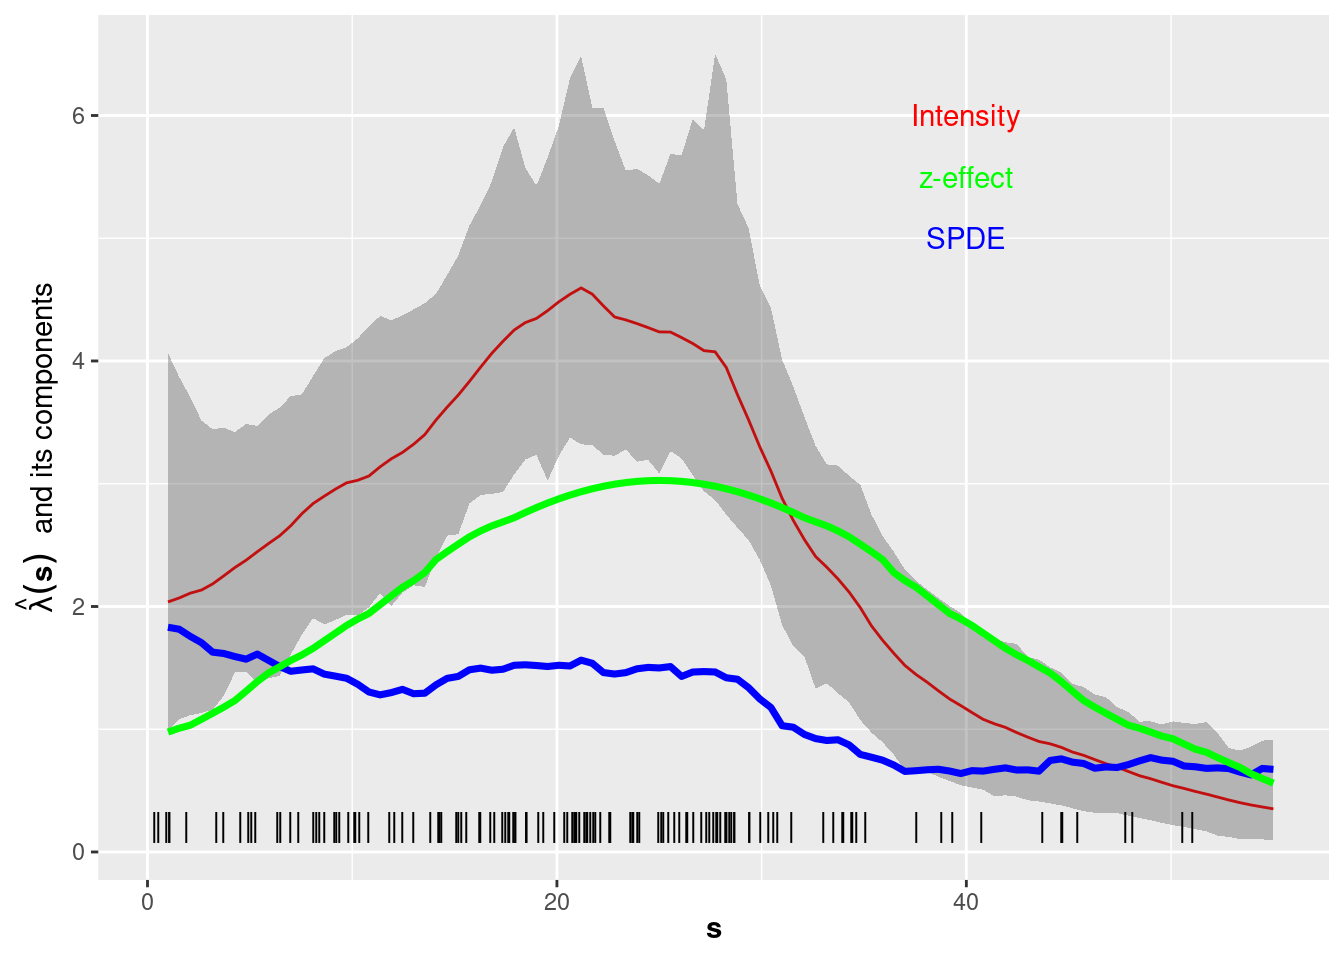 Intensity
z-effect
SPDE
6
4
2
0
0 20 40
s
λ̂(s) and its components